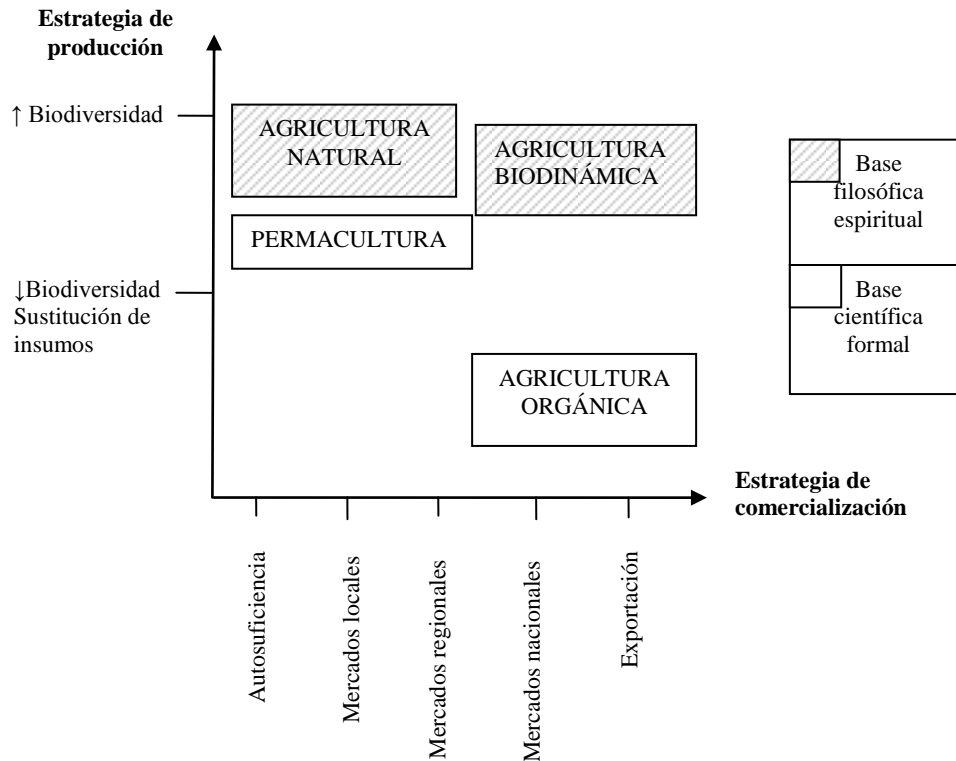 Estrategia de
producción
↑ Biodiversidad
AGRICULTURA
NATURAL
AGRICULTURA
BIODINÁMICA
PERMACULTURA
↓Biodiversidad
Sustitución de
insumos
AGRICULTURA
ORGÁNICA
Base
filosófica
espiritual
Base
científica
formal
Estrategia de
comercialización
Autosuficiencia
Mercados locales
Mercados regionales
Mercados nacionales
Exportación